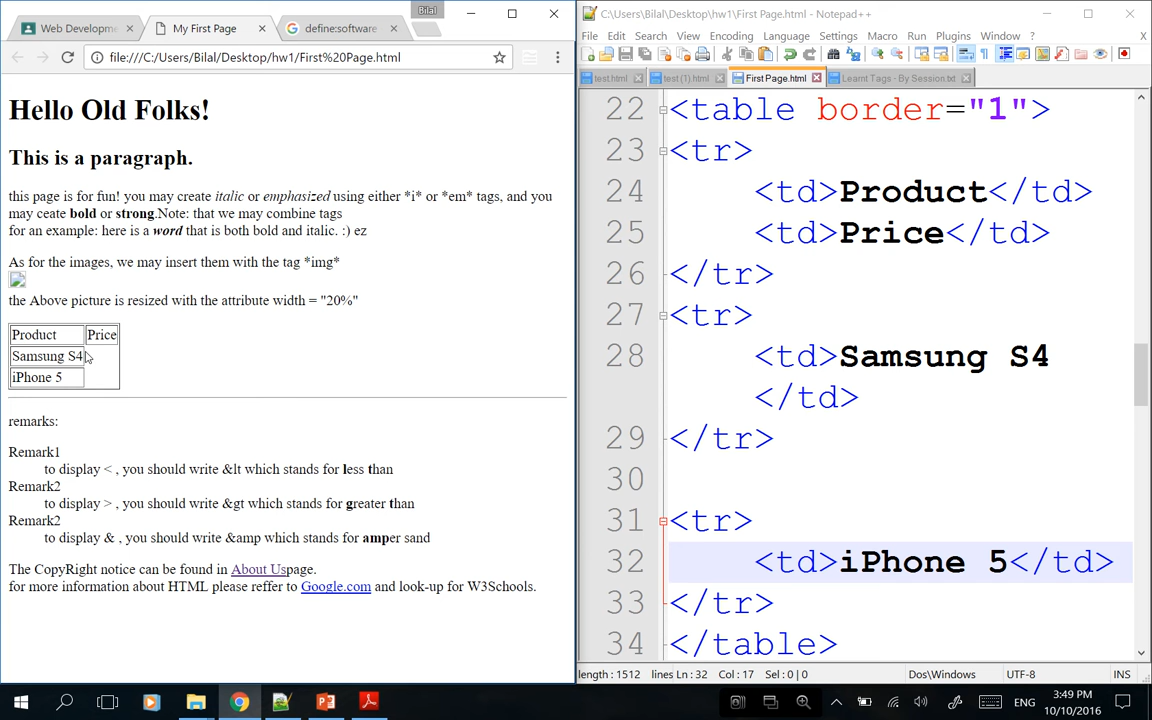 Web Developm
My First Page
define:software
Bilal
file:///C:/Users/Bilal/Desktop/hw1/First%20Page.html
Hello Old Folks!
This is a paragraph.
this page is for fun! you may create italic or emphasized using either *i* or *em* tags, and you
may ceate bold or strong.Note: that we may combine tags
for an example: here is a word that is both bold and italic. :) ez
As for the images, we may insert them with the tag *img*
the Above picture is resized with the attribute width = "20%"
Product Price
Samsung S4
iPhone 5
remarks:
Remark1
to display < , you should write &lt which stands for less than
Remark2
to display > , you should write &gt which stands for greater than
Remark2
to display & , you should write &amp which stands for amper sand
The CopyRight notice can be found in About Uspage.
for more information about HTML please reffer to Google.com and look-up for W3Schools.
C:\Users\Bilal\Desktop\hw1\First Page.html - Notepad++
File Edit Search View Encoding Language Settings Macro Run Plugins Window ?
test.html test (1).html First Page.html Learnt Tags - By Session.txt
22 <table border="1">
23 <tr>
24 <td>Product</td>
25 <td>Price</td>
26 </tr>
27 <tr>
28 <td>Samsung S4
</td>
29 </tr>
30
31 <tr>
32 <td>iPhone 5</td>
33 </tr>
34 </table>
length : 1512 lines Ln : 32 Col : 17 Sel : 0 | 0 Dos\Windows UTF-8 INS
ENG
3:49 PM
10/10/2016